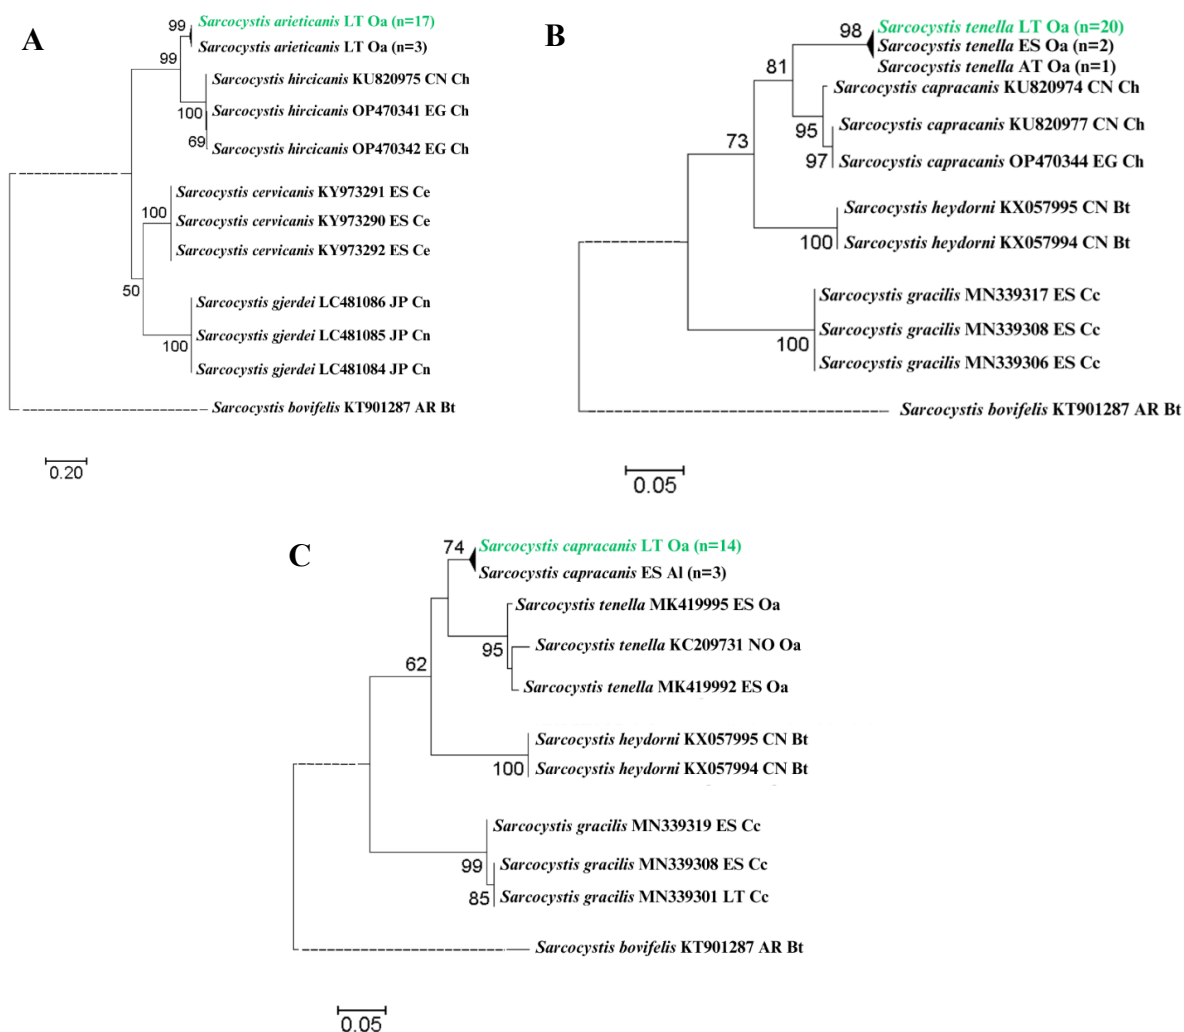 A
99
Sarcocystis arieticanis LT Oa (n=17)
Sarcocystis arieticanis LT Oa (n=3)
99
Sarcocystis hircicanis KU820975 CN Ch
100
Sarcocystis hircicanis OP470341 EG Ch
69
Sarcocystis hircicanis OP470342 EG Ch
Sarcocystis cervicanis KY973291 ES Ce
100
Sarcocystis cervicanis KY973290 ES Ce
Sarcocystis cervicanis KY973292 ES Ce
50
Sarcocystis gjerdei LC481086 JP Cn
Sarcocystis gjerdei LC481085 JP Cn
100
Sarcocystis gjerdei LC481084 JP Cn
Sarcocystis bovifelis KT901287 AR Bt
0.20
B
98
Sarcocystis tenella LT Oa (n=20)
Sarcocystis tenella ES Oa (n=2)
Sarcocystis tenella AT Oa (n=1)
81
Sarcocystis capracanis KU820974 CN Ch
95
Sarcocystis capracanis KU820977 CN Ch
97
Sarcocystis capracanis OP470344 EG Ch
73
Sarcocystis heydorni KX057995 CN Bt
100
Sarcocystis heydorni KX057994 CN Bt
Sarcocystis gracilis MN339317 ES Cc
Sarcocystis gracilis MN339308 ES Cc
100
Sarcocystis gracilis MN339306 ES Cc
Sarcocystis bovifelis KT901287 AR Bt
0.05
C
74
Sarcocystis capracanis LT Oa (n=14)
Sarcocystis capracanis ES Al (n=3)
Sarcocystis tenella MK419995 ES Oa
95
Sarcocystis tenella KC209731 NO Oa
62
Sarcocystis tenella MK419992 ES Oa
Sarcocystis heydorni KX057995 CN Bt
100
Sarcocystis heydorni KX057994 CN Bt
Sarcocystis gracilis MN339319 ES Cc
99
Sarcocystis gracilis MN339308 ES Cc
85
Sarcocystis gracilis MN339301 LT Cc
Sarcocystis bovifelis KT901287 AR Bt
0.05